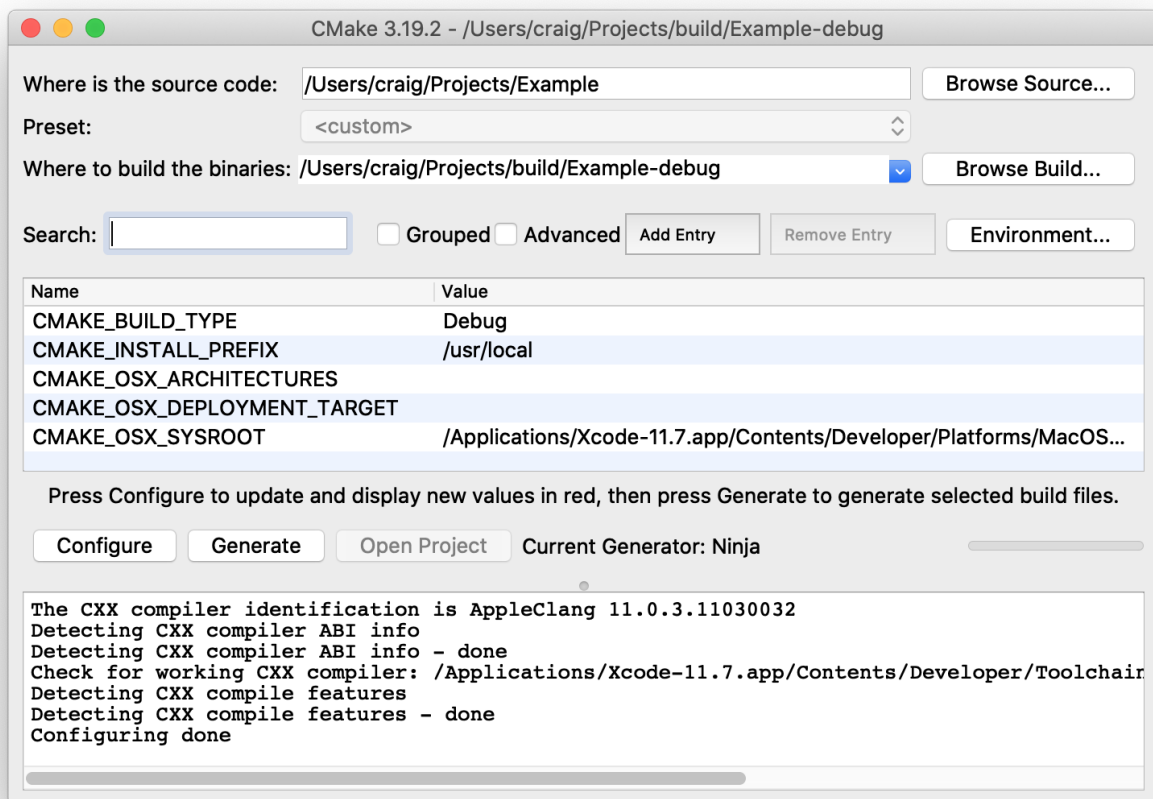 CMake 3.19.2 - /Users/craig/Projects/build/Example-debug
Where is the source code: /Users/craig/Projects/Example Browse Source...
Preset: <custom>
Where to build the binaries: /Users/craig/Projects/build/Example-debug Browse Build...
Search: Grouped Advanced Add Entry Remove Entry Environment...
Name Value
CMAKE_BUILD_TYPE Debug
CMAKE_INSTALL_PREFIX /usr/local
CMAKE_OSX_ARCHITECTURES
CMAKE_OSX_DEPLOYMENT_TARGET
CMAKE_OSX_SYSROOT /Applications/Xcode-11.7.app/Contents/Developer/Platforms/MacOS...
Press Configure to update and display new values in red, then press Generate to generate selected build files.
Configure Generate Open Project Current Generator: Ninja
The CXX compiler identification is AppleClang 11.0.3.11030032
Detecting CXX compiler ABI info
Detecting CXX compiler ABI info - done
Check for working CXX compiler: /Applications/Xcode-11.7.app/Contents/Developer/Toolchain
Detecting CXX compile features
Detecting CXX compile features - done
Configuring done